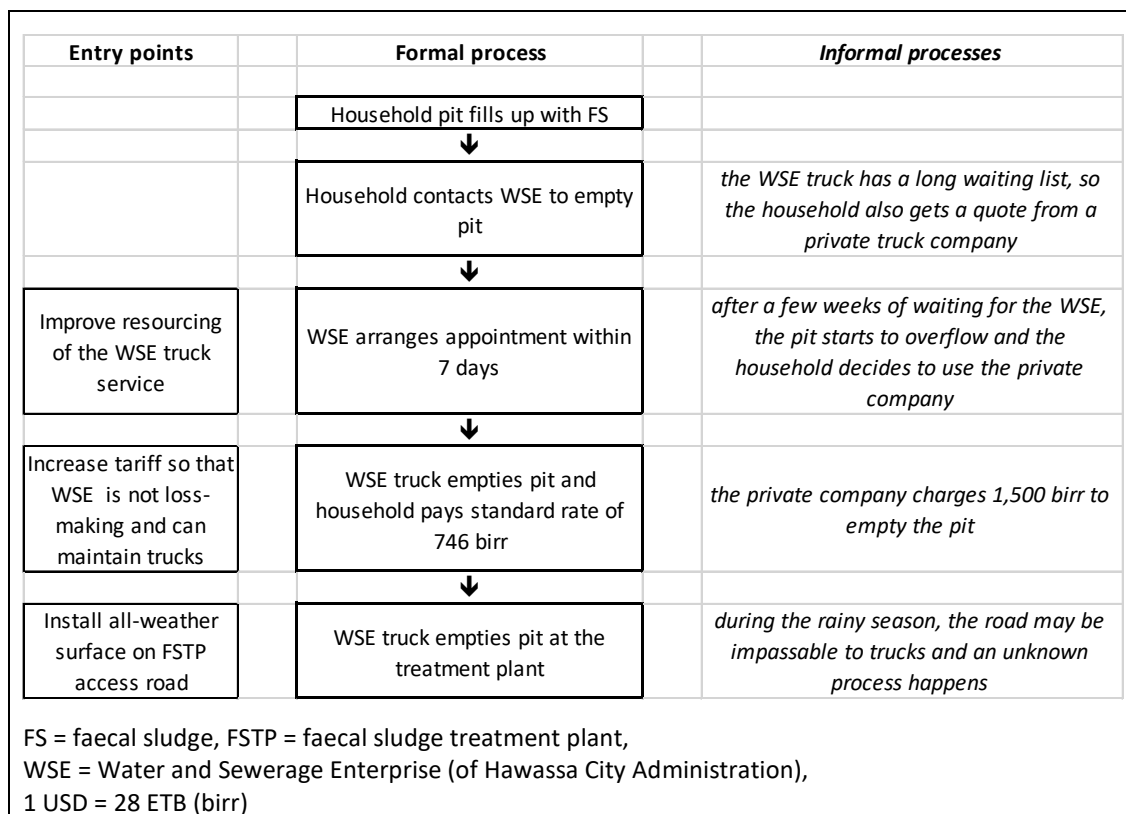 Entry points
Formal process
Informal processes
Household pit fills up with FS
🡻
Household contacts WSE to empty
pit
the WSE truck has a long waiting list, so
the household also gets a quote from a
private truck company
🡻
Improve resourcing
of the WSE truck
service
WSE arranges appointment within
7 days
after a few weeks of waiting for the WSE,
the pit starts to overflow and the
household decides to use the private
company
🡻
Increase tariff so that
WSE  is not loss-
making and can
maintain trucks
WSE truck empties pit and
household pays standard rate of
746 birr
the private company charges 1,500 birr to
empty the pit
🡻
Install all-weather
surface on FSTP
access road
WSE truck empties pit at the
treatment plant
during the rainy season, the road may be
impassable to trucks and an unknown
process happens
FS = faecal sludge, FSTP = faecal sludge treatment plant,
WSE = Water and Sewerage Enterprise (of Hawassa City Administration),
1 USD = 28 ETB (birr)